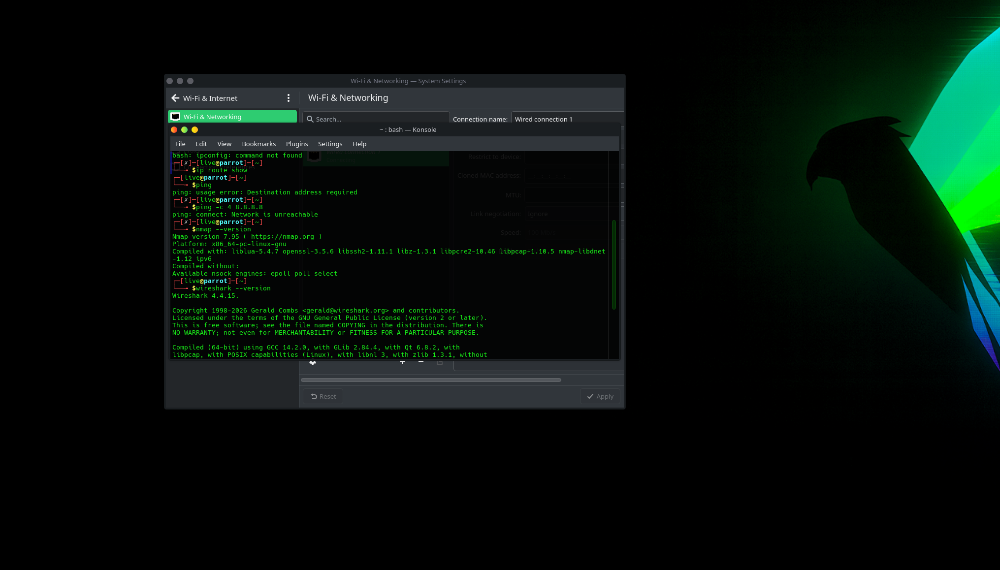 Wi-Fi & Networking — System Settings
Wi-Fi & Internet
Wi-Fi & Networking
Wi-Fi & Networking
Search...
Connection name:
Wired connection 1
~ : bash — Konsole
File Edit View Bookmarks Plugins Settings Help
bash: ipconfig: command not found
┌─[✗]─[live@parrot]─[~]
└──╼ $ip route show
┌─[live@parrot]─[~]
└──╼ $ping
ping: usage error: Destination address required
┌─[✗]─[live@parrot]─[~]
└──╼ $ping -c 4 8.8.8.8
ping: connect: Network is unreachable
┌─[✗]─[live@parrot]─[~]
└──╼ $nmap --version
Nmap version 7.95 ( https://nmap.org )
Platform: x86_64-pc-linux-gnu
Compiled with: liblua-5.4.7 openssl-3.5.6 libssh2-1.11.1 libz-1.3.1 libpcre2-10.46 libpcap-1.10.5 nmap-libdnet
-1.12 ipv6
Compiled without:
Available nsock engines: epoll poll select
┌─[live@parrot]─[~]
└──╼ $wireshark --version
Wireshark 4.4.15.
Copyright 1998-2026 Gerald Combs <gerald@wireshark.org> and contributors.
Licensed under the terms of the GNU General Public License (version 2 or later).
This is free software; see the file named COPYING in the distribution. There is
NO WARRANTY; not even for MERCHANTABILITY or FITNESS FOR A PARTICULAR PURPOSE.
Compiled (64-bit) using GCC 14.2.0, with GLib 2.84.4, with Qt 6.8.2, with
libpcap, with POSIX capabilities (Linux), with libnl 3, with zlib 1.3.1, without
Wired connection 1
Restrict to device:
Cloned MAC address: __:__:__:__:__:__
MTU:
Link negotiation: Ignore
Speed:
Reset
Apply